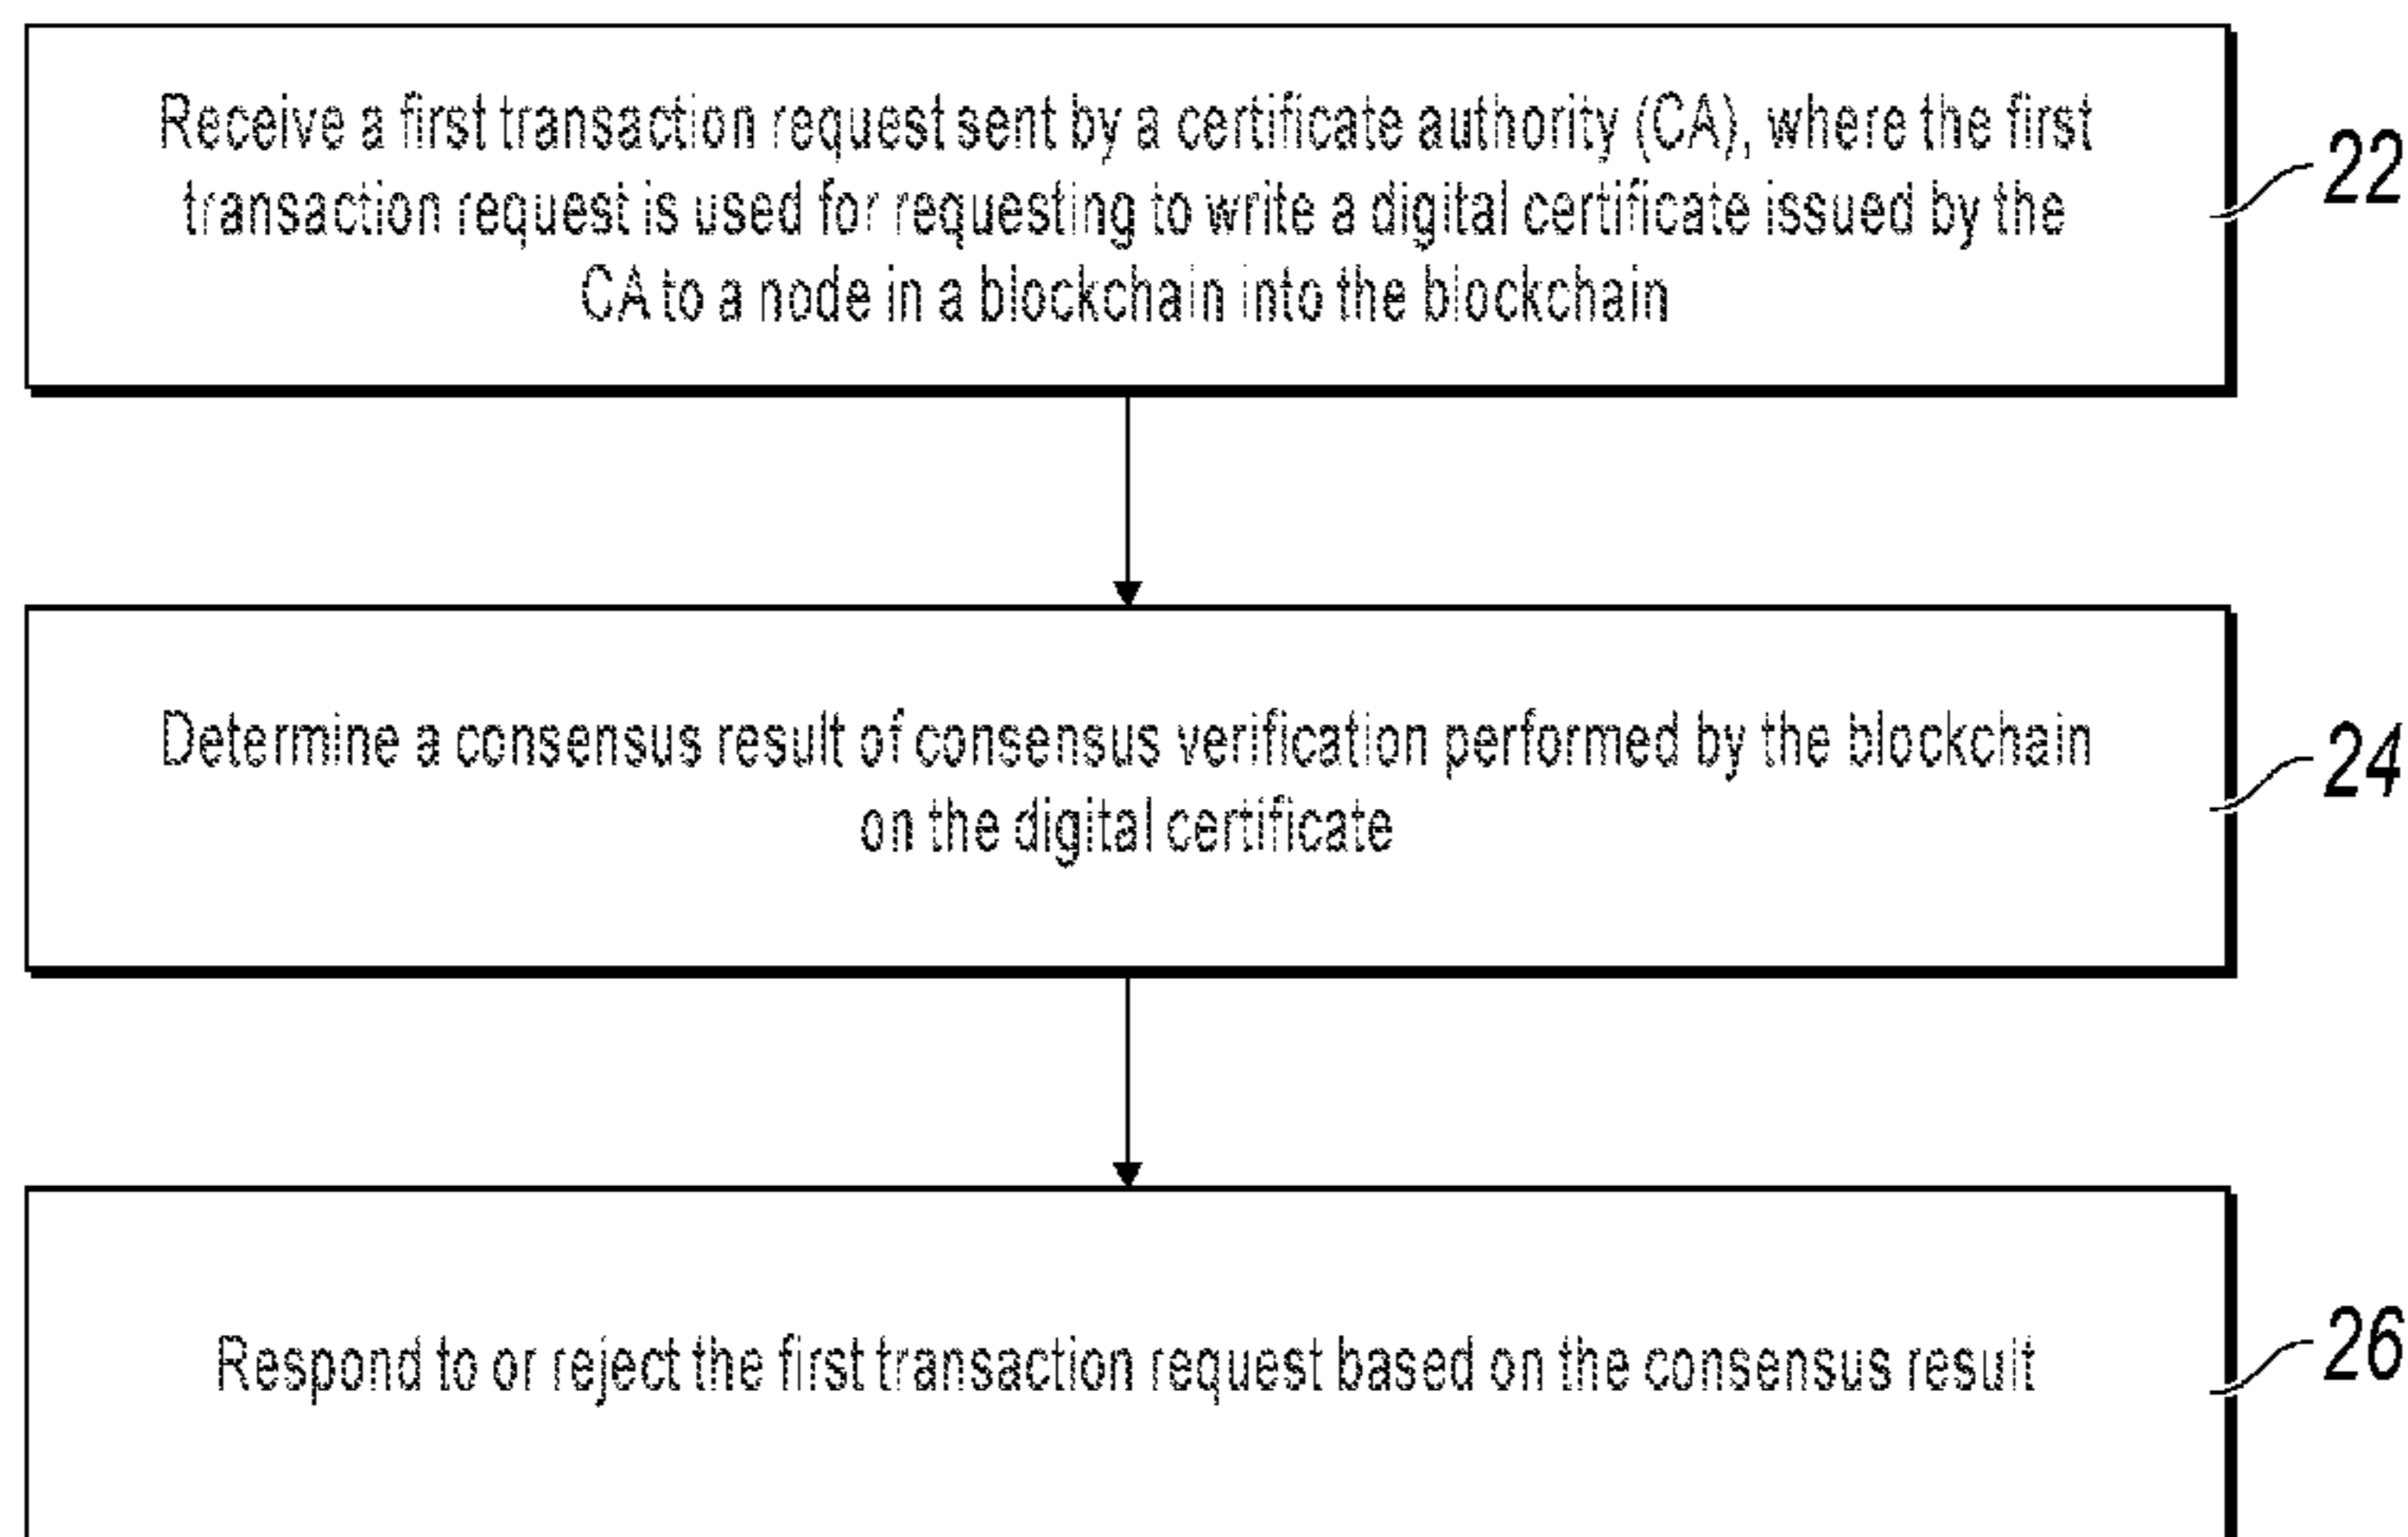 Receive a first transaction request sent by a certificate authority (CA), where the first
transaction request is used for requesting to write a digital certificate issued by the
CA to a node in a blockchain into the blockchain
22
Determine a consensus result of consensus verification performed by the blockchain
on the digital certificate
24
Respond to or reject the first transaction request based on the consensus result
26